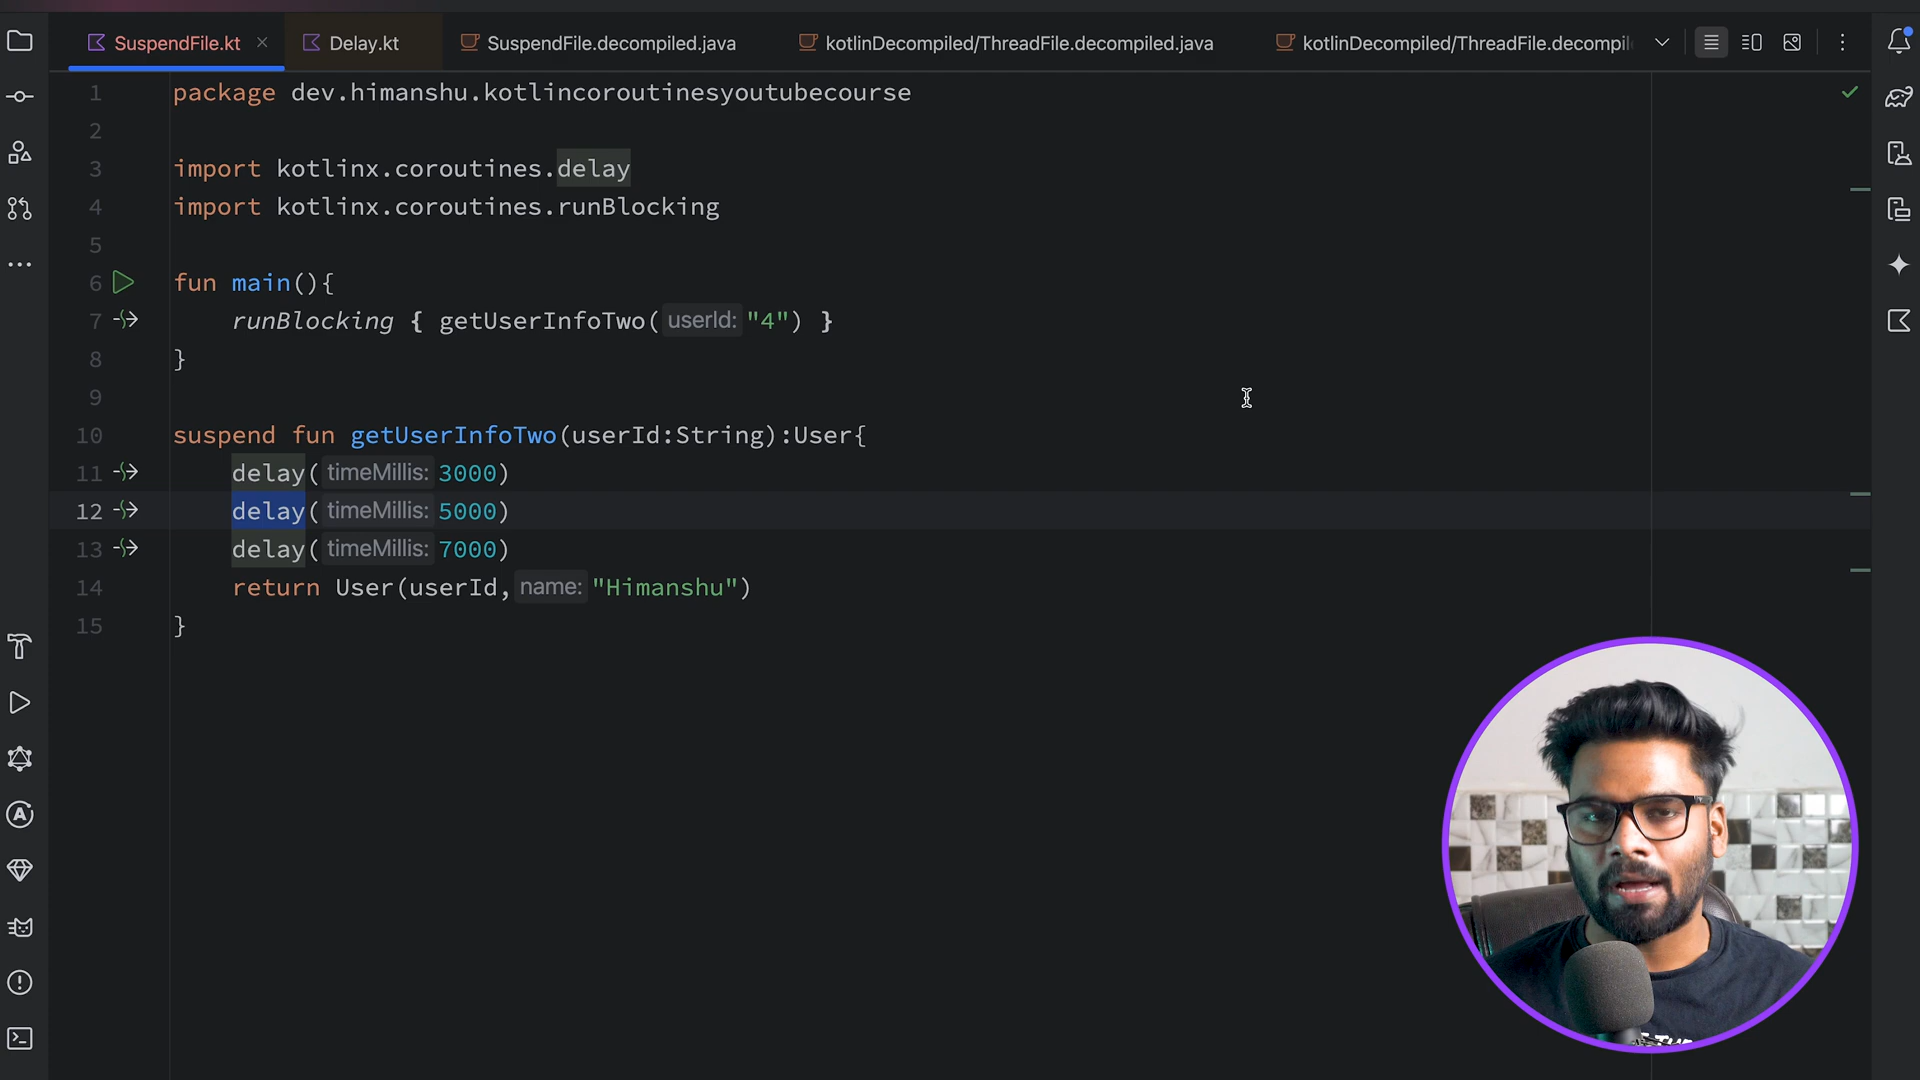 SuspendFile.kt
Delay.kt
SuspendFile.decompiled.java
kotlinDecompiled/ThreadFile.decompiled.java
kotlinDecompiled/ThreadFile.decompil
1 package dev.himanshu.kotlincoroutinesyoutubecourse
2
3 import kotlinx.coroutines.delay
4 import kotlinx.coroutines.runBlocking
5
6 fun main(){
7 runBlocking { getUserInfoTwo( userId: "4") }
8 }
9
10 suspend fun getUserInfoTwo(userId:String):User{
11 delay( timeMillis: 3000)
12 delay( timeMillis: 5000)
13 delay( timeMillis: 7000)
14 return User(userId, name: "Himanshu")
15 }